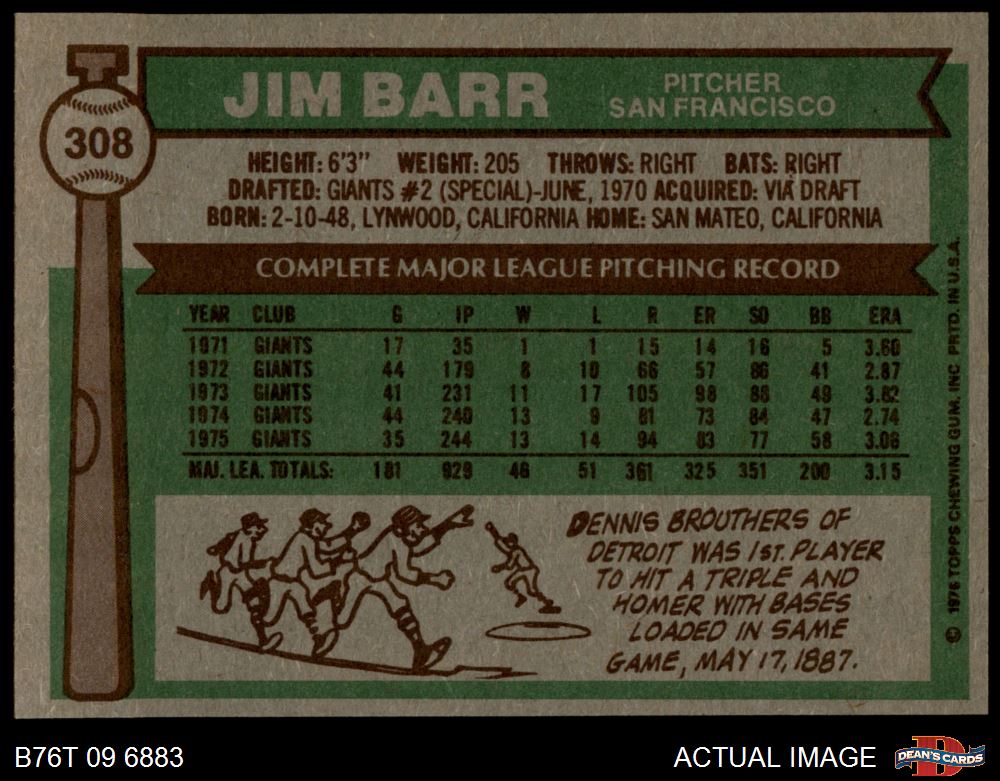 308
JIM BARR
PITCHER
SAN FRANCISCO
HEIGHT: 6'3" WEIGHT: 205 THROWS: RIGHT BATS: RIGHT
DRAFTED: GIANTS #2 (SPECIAL)-JUNE, 1970 ACQUIRED: VIA DRAFT
BORN: 2-10-48, LYNWOOD, CALIFORNIA HOME: SAN MATEO, CALIFORNIA
COMPLETE MAJOR LEAGUE PITCHING RECORD
YEAR CLUB G IP W L R ER SO BB ERA
1971 GIANTS 17 35 1 1 15 14 16 5 3.60
1972 GIANTS 44 179 8 10 66 57 86 41 2.87
1973 GIANTS 41 231 11 17 105 98 88 49 3.82
1974 GIANTS 44 240 13 9 81 73 84 47 2.74
1975 GIANTS 35 244 13 14 94 83 77 58 3.06
MAJ. LEA. TOTALS: 181 929 46 51 361 325 351 200 3.15
DENNIS BROUTHERS OF
DETROIT WAS 1ST. PLAYER
TO HIT A TRIPLE AND
HOMER WITH BASES
LOADED IN SAME
GAME, MAY 17, 1887.
© 1976 TOPPS CHEWING GUM, INC PRTD. IN U.S.A.
B76T 09 6883
ACTUAL IMAGE
D
DEAN'S CARDS